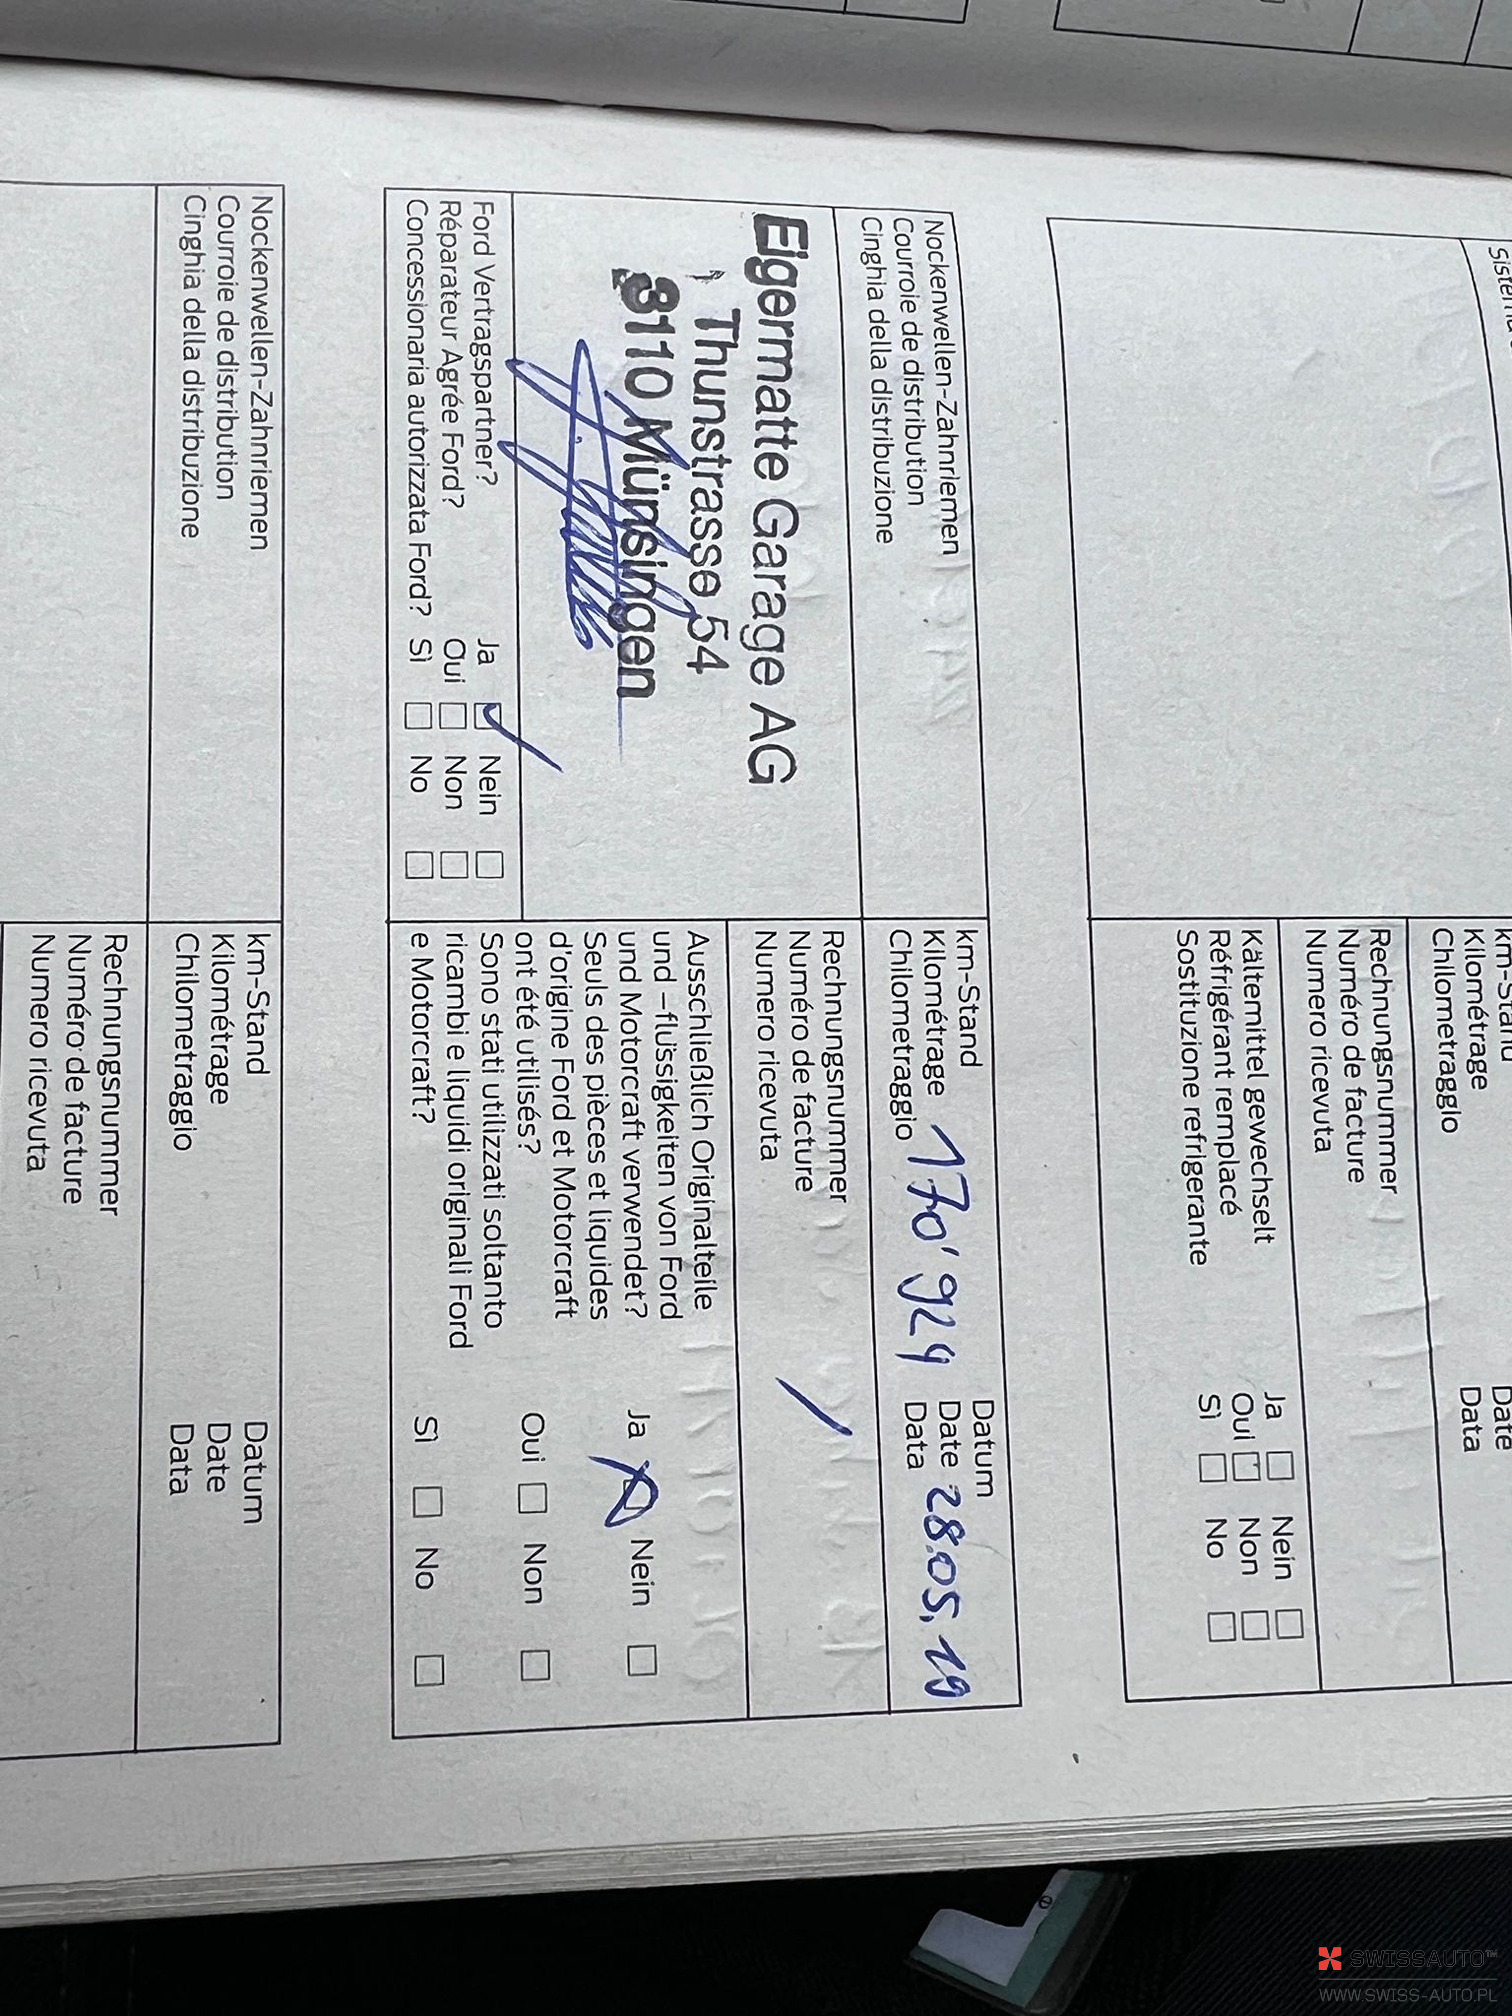 km-Stand
Kilométrage
Chilometraggio
Date
Data
Rechnungsnummer
Numéro de facture
Numero ricevuta
Kältemittel gewechselt
Réfrigérant remplacé
Sostituzione refrigerante
Ja Nein
Oui Non
Sì No
Nockenwellen-Zahnriemen
Courroie de distribution
Cinghia della distribuzione
km-Stand
Kilométrage 170'924
Chilometraggio
Datum
Date 28.05.19
Data
Eigermatte Garage AG
Thunstrasse 54
3110 Münsingen
Rechnungsnummer
Numéro de facture
Numero ricevuta
/
Ford Vertragspartner?
Réparateur Agrée Ford?
Concessionaria autorizzata Ford?
Ja ✓ Nein
Oui Non
Sì No
Ausschließlich Originalteile
und –flüssigkeiten von Ford
und Motorcraft verwendet?
Seuls des pièces et liquides
d'origine Ford et Motorcraft
ont été utilisés?
Sono stati utilizzati soltanto
ricambi e liquidi originali Ford
e Motorcraft?
Ja X Nein
Oui Non
Sì No
Nockenwellen-Zahnriemen
Courroie de distribution
Cinghia della distribuzione
km-Stand
Kilométrage
Chilometraggio
Datum
Date
Data
Rechnungsnummer
Numéro de facture
Numero ricevuta
SWISSAUTO™
WWW.SWISS-AUTO.PL